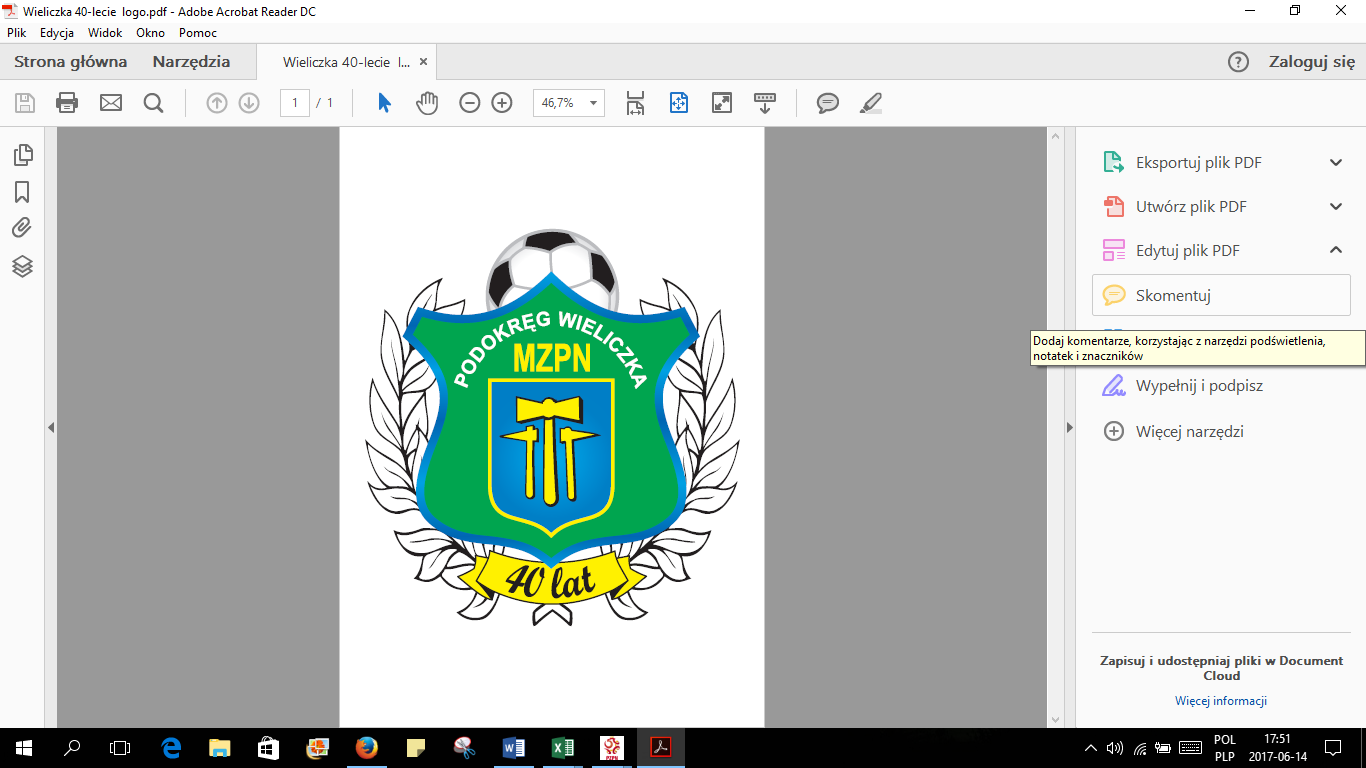 Wieliczka 40-lecie  logo.pdf - Adobe Acrobat Reader DC
Plik Edycja Widok Okno Pomoc
Strona główna Narzędzia Wieliczka 40-lecie l... × Zaloguj się
1 / 1 46,7%
Eksportuj plik PDF
Utwórz plik PDF
Edytuj plik PDF
Skomentuj
Dodaj komentarze, korzystając z narzędzi podświetlenia,
notatek i znaczników
Wypełnij i podpisz
Więcej narzędzi
Zapisuj i udostępniaj pliki w Document
Cloud
Więcej informacji
PODOKRĘG WIELICZKA
MZPN
40 lat
POL 17:51
PLP 2017-06-14
PZPN